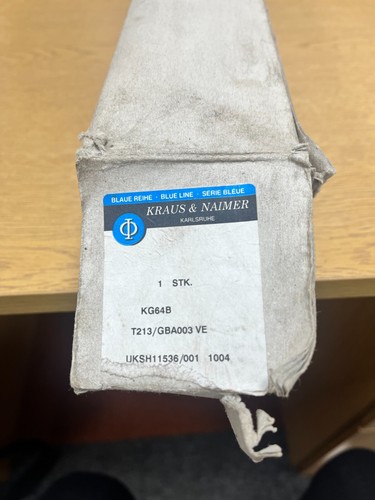 BLAUE REIHE · BLUE LINE · SERIE BLEUE
KRAUS & NAIMER
KARLSRUHE
1 STK.
KG64B
T213/GBA003 VE
UKSH11536/001 1004